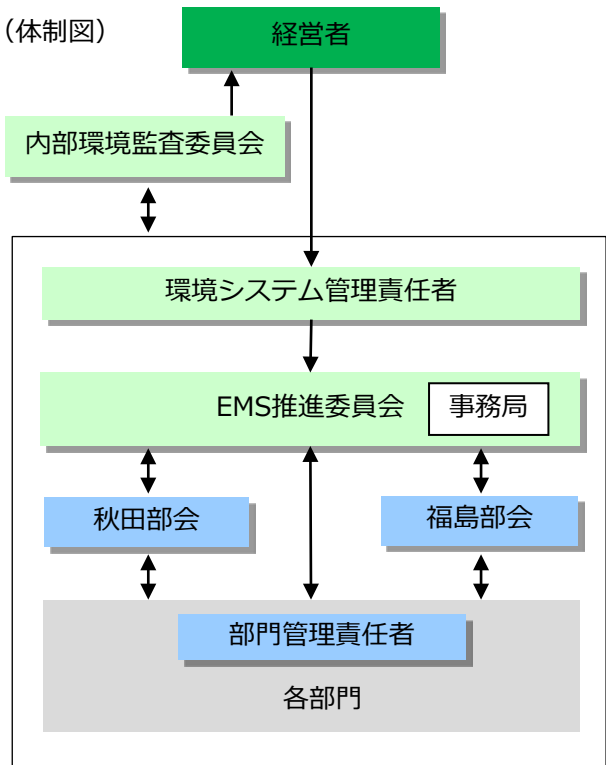 （体制図）
経営者
内部環境監査委員会
環境システム管理責任者
EMS推進委員会
事務局
秋田部会
福島部会
部門管理責任者
各部門